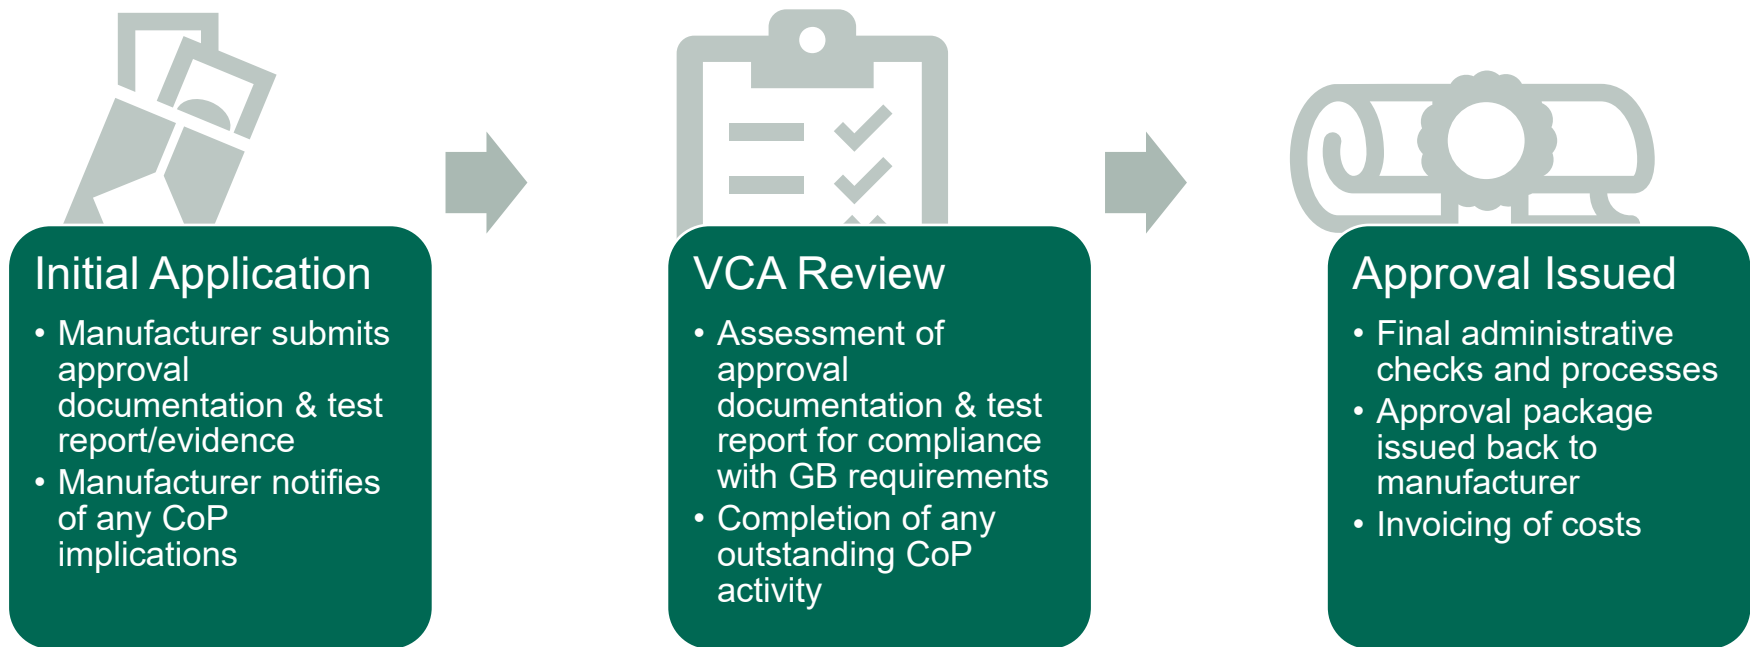 Initial Application
• Manufacturer submits
approval
documentation & test
report/evidence
• Manufacturer notifies
of any CoP
implications
VCA Review
• Assessment of
approval
documentation & test
report for compliance
with GB requirements
• Completion of any
outstanding CoP
activity
Approval Issued
• Final administrative
checks and processes
• Approval package
issued back to
manufacturer
• Invoicing of costs